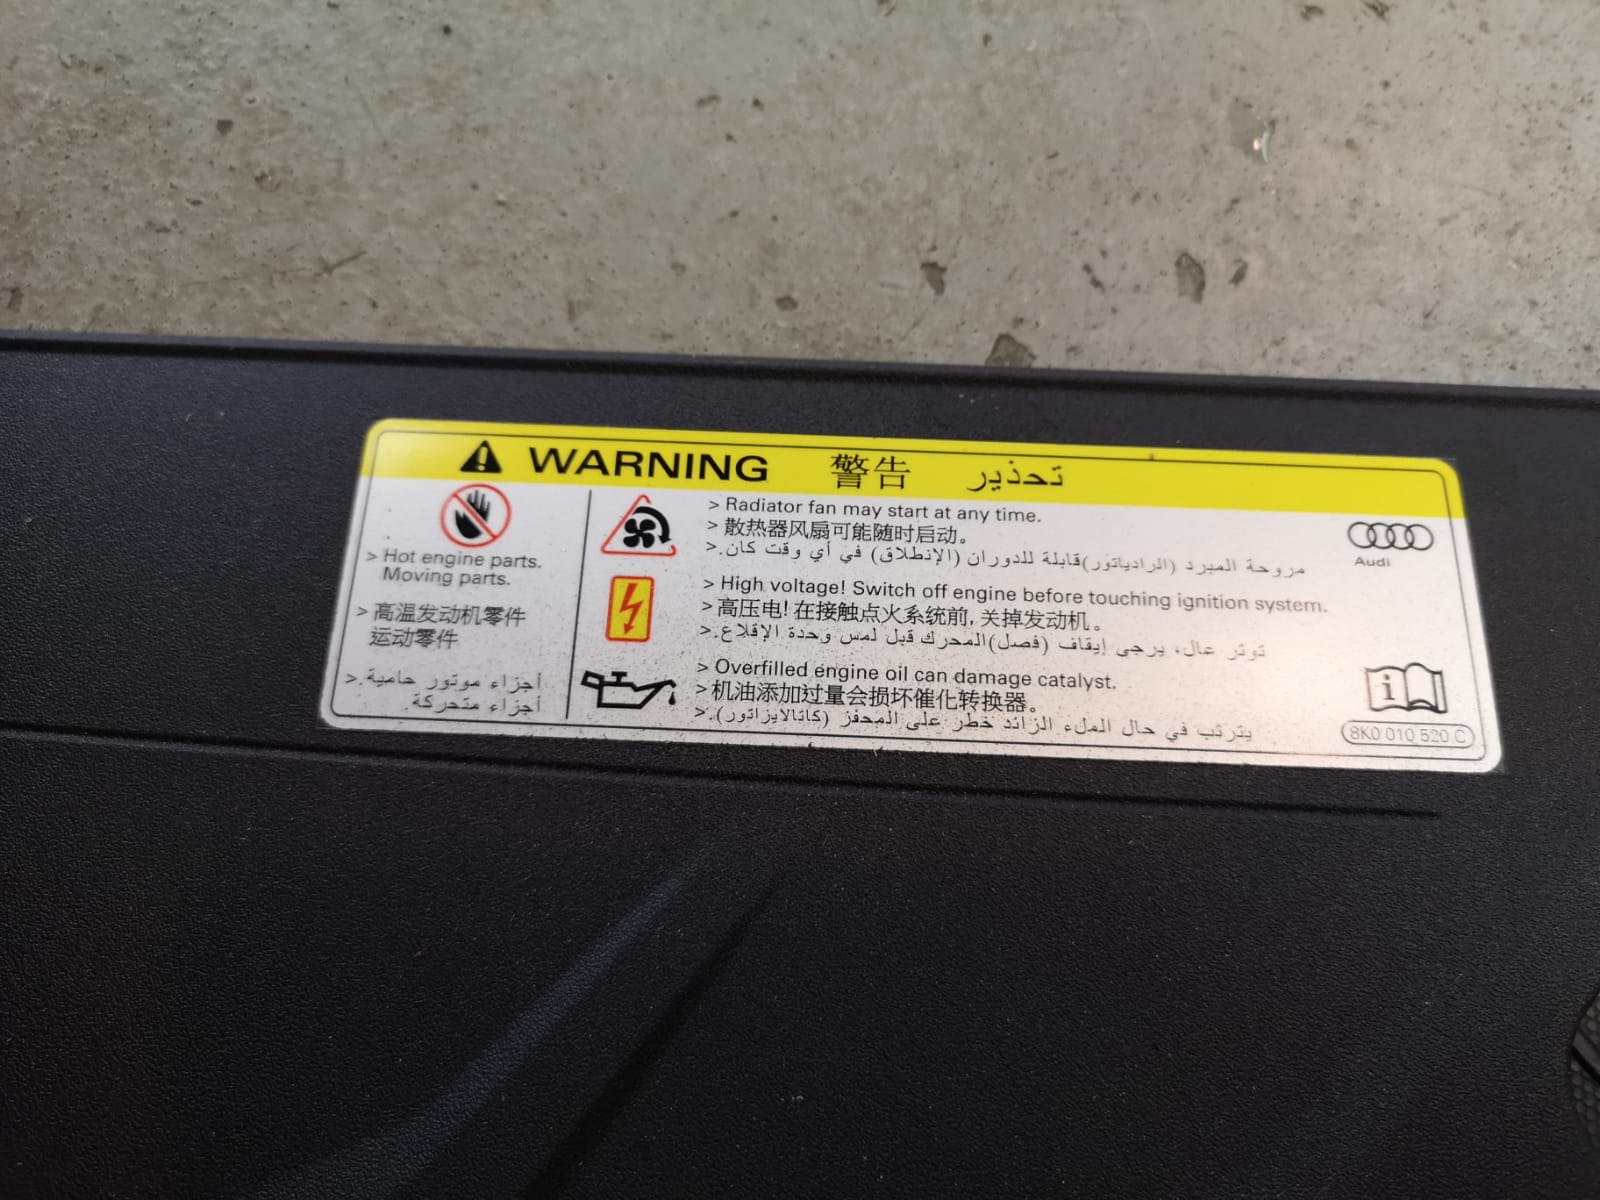 WARNING 警告 تحذير
> Hot engine parts.
Moving parts.
> 高温发动机零件
运动零件
أجزاء موتور حامية.<
أجزاء متحركة.
> Radiator fan may start at any time.
> 散热器风扇可能随时启动。
مروحة المبرد (الرادياتور)قابلة للدوران (الإنطلاق) في أي وقت كان.<
> High voltage! Switch off engine before touching ignition system.
> 高压电!在接触点火系统前,关掉发动机。
توتر عال، يرجى إيقاف (فصل)المحرك قبل لمس وحدة الإقلاع.<
> Overfilled engine oil can damage catalyst.
> 机油添加过量会损坏催化转换器。
يترتب في حال الملء الزائد خطر على المحفز (كاتالايزاتور).<
Audi
i
8K0 010 520 C